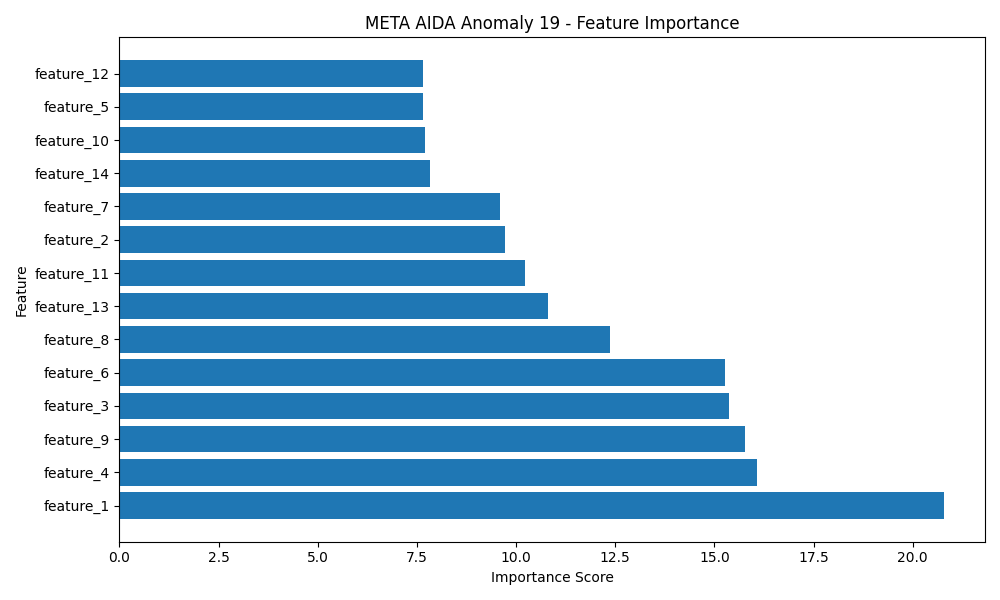 META AIDA Anomaly 19 - Feature Importance
feature_12
feature_5
feature_10
feature_14
feature_7
feature_2
feature_11
feature_13
feature_8
feature_6
feature_3
feature_9
feature_4
feature_1
Feature
0.0 2.5 5.0 7.5 10.0 12.5 15.0 17.5 20.0
Importance Score